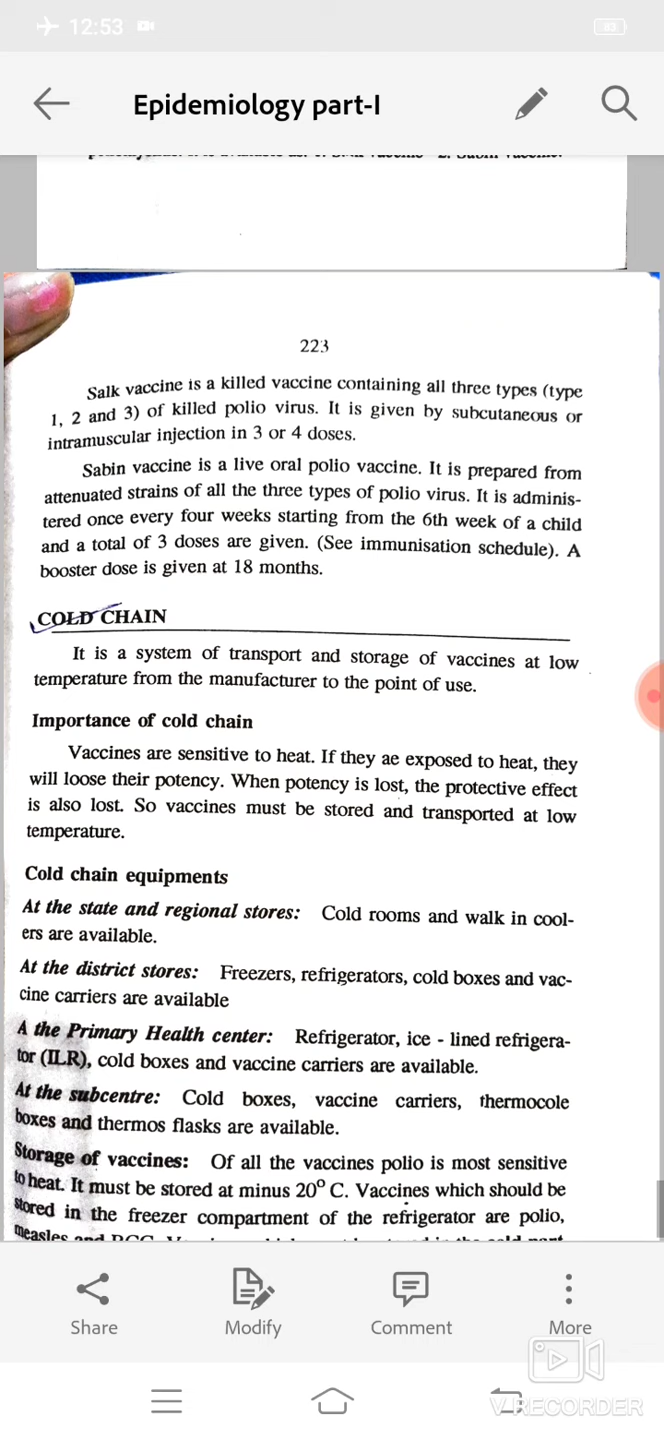 12:53
83
Epidemiology part-I
223
Salk vaccine is a killed vaccine containing all three types (type
1, 2 and 3) of killed polio virus. It is given by subcutaneous or
intramuscular injection in 3 or 4 doses.
Sabin vaccine is a live oral polio vaccine. It is prepared from
attenuated strains of all the three types of polio virus. It is adminis-
tered once every four weeks starting from the 6th week of a child
and a total of 3 doses are given. (See immunisation schedule). A
booster dose is given at 18 months.
COLD CHAIN
It is a system of transport and storage of vaccines at low
temperature from the manufacturer to the point of use.
Importance of cold chain
Vaccines are sensitive to heat. If they ae exposed to heat, they
will loose their potency. When potency is lost, the protective effect
is also lost. So vaccines must be stored and transported at low
temperature.
Cold chain equipments
At the state and regional stores: Cold rooms and walk in cool-
ers are available.
At the district stores: Freezers, refrigerators, cold boxes and vac-
cine carriers are available
A the Primary Health center: Refrigerator, ice - lined refrigera-
tor (ILR), cold boxes and vaccine carriers are available.
At the subcentre: Cold boxes, vaccine carriers, thermocole
boxes and thermos flasks are available.
Storage of vaccines: Of all the vaccines polio is most sensitive
to heat. It must be stored at minus 20° C. Vaccines which should be
stored in the freezer compartment of the refrigerator are polio,
measles and
Share
Modify
Comment
More
V RECORDER